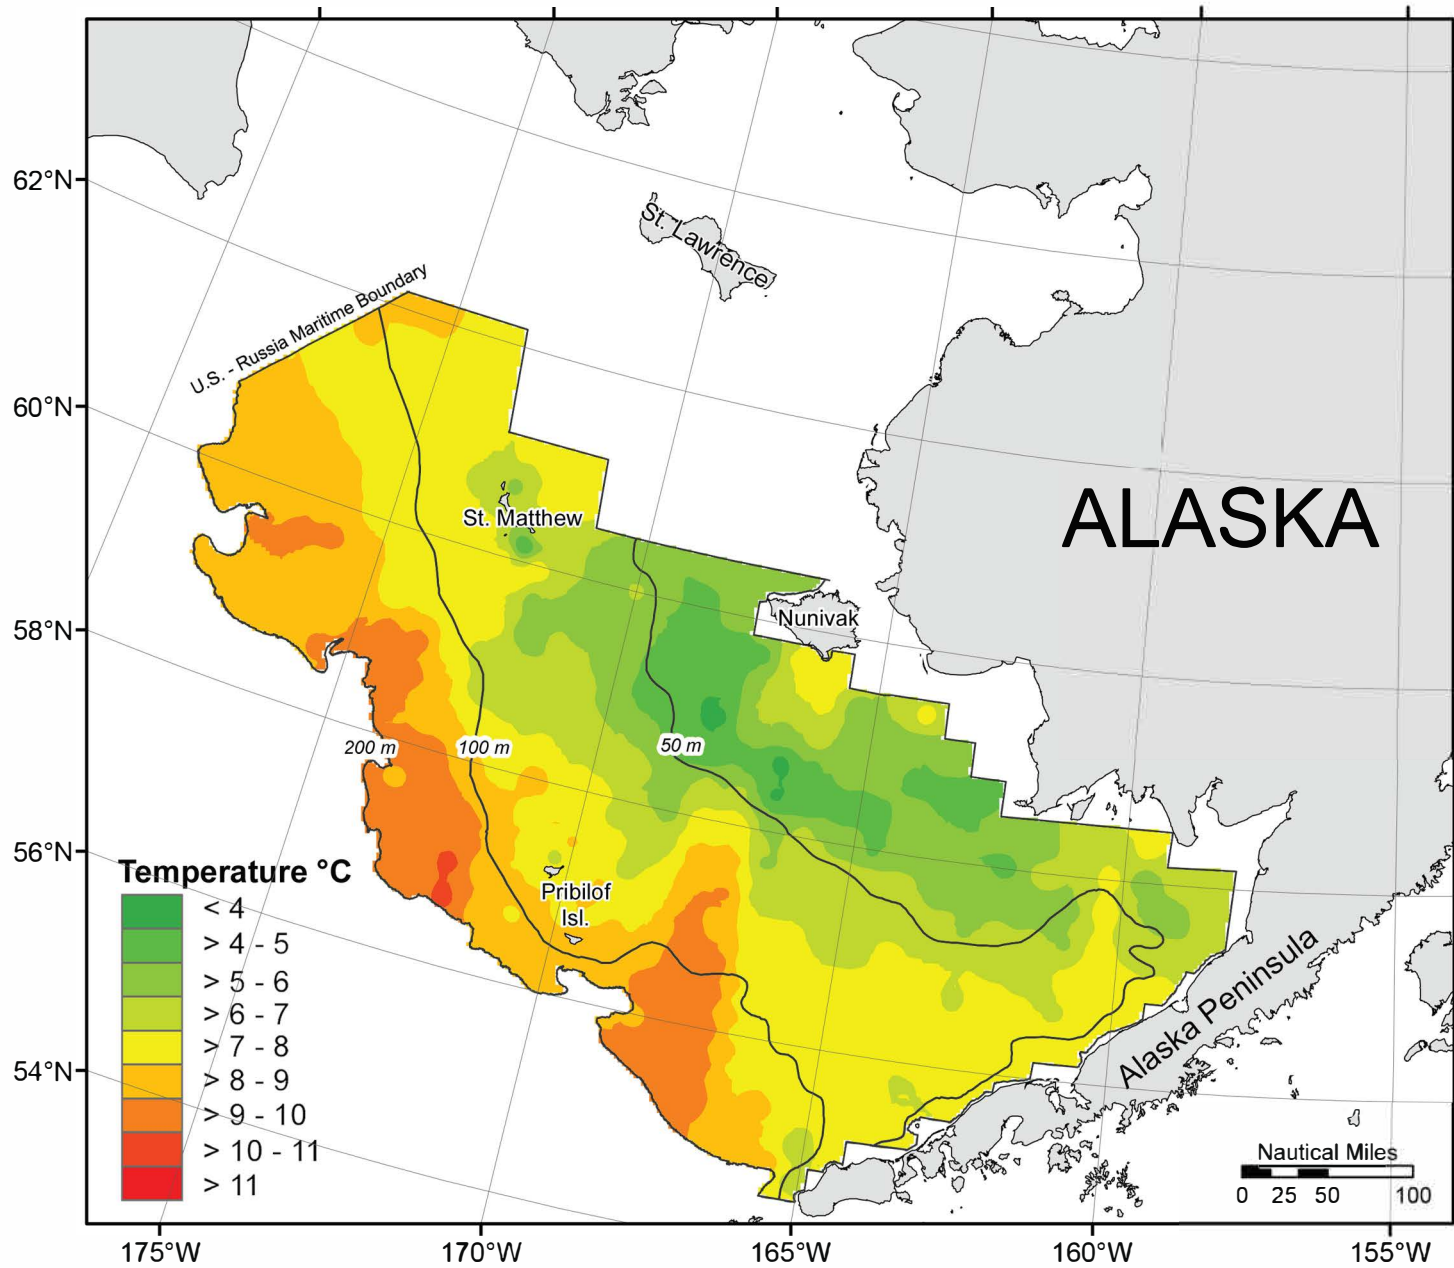 62°N
60°N
58°N
56°N
54°N
St. Lawrence
U.S. - Russia Maritime Boundary
St. Matthew
ALASKA
Nunivak
200 m
100 m
50 m
Pribilof
Isl.
Alaska Peninsula
Temperature °C
< 4
> 4 - 5
> 5 - 6
> 6 - 7
> 7 - 8
> 8 - 9
> 9 - 10
> 10 - 11
> 11
Nautical Miles
0 25 50 100
175°W 170°W 165°W 160°W 155°W